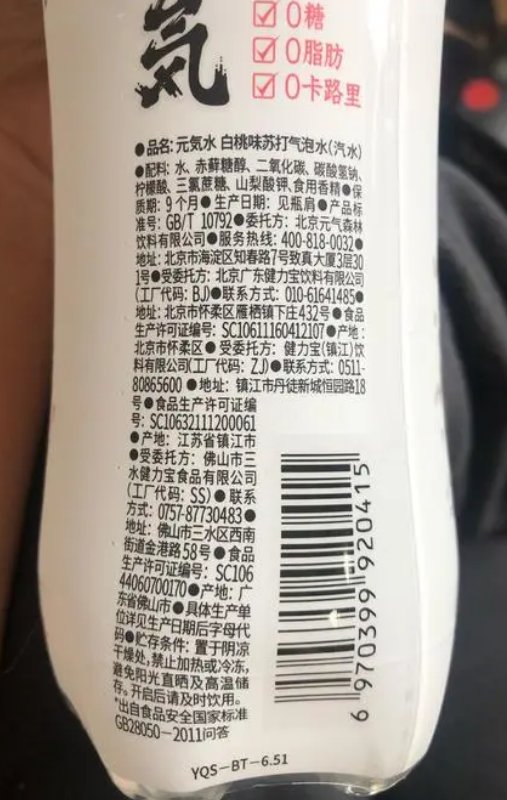 気
☑0糖
☑0脂肪
☑0卡路里
●品名: 元気水 白桃味苏打气泡水(汽水)
●配料: 水、赤藓糖醇、二氧化碳、碳酸氢钠、
柠檬酸、三氯蔗糖、山梨酸钾、食用香精●保
质期: 9个月●生产日期: 见瓶肩●产品标
准号: GB/T 10792●委托方: 北京元气森林
饮料有限公司●服务热线: 400-818-0032●
地址: 北京市海淀区知春路7号致真大厦3层30
1号●受委托方: 北京广东健力宝饮料有限公司
(工厂代码: BJ)●联系方式: 010-61641485●
地址: 北京市怀柔区雁栖镇下庄432号●食品
生产许可证编号: SC10611160412107●产地:
北京市怀柔区●受委托方: 健力宝(镇江)饮
料有限公司(工厂代码: ZJ)●联系方式: 0511-
80865600●地址: 镇江市丹徒新城恒园路18
号●食品生产许可证编
号: SC10632111200061
●产地: 江苏省镇江市
●受委托方: 佛山市三
水健力宝食品有限公司
(工厂代码: SS)●联系
方式: 0757-87730483●
地址: 佛山市三水区西南
街道金港路58号●食品
生产许可证编号: SC106
44060700170●产地: 广
东省佛山市●具体生产单
位详见生产日期后字母代
码●贮存条件: 置于阴凉
干燥处,禁止加热或冷冻,
避免阳光直晒及高温储
存。开启后请及时饮用。
*出自食品安全国家标准
GB28050-2011问答
6 970399 920415
YQS-BT-6.51